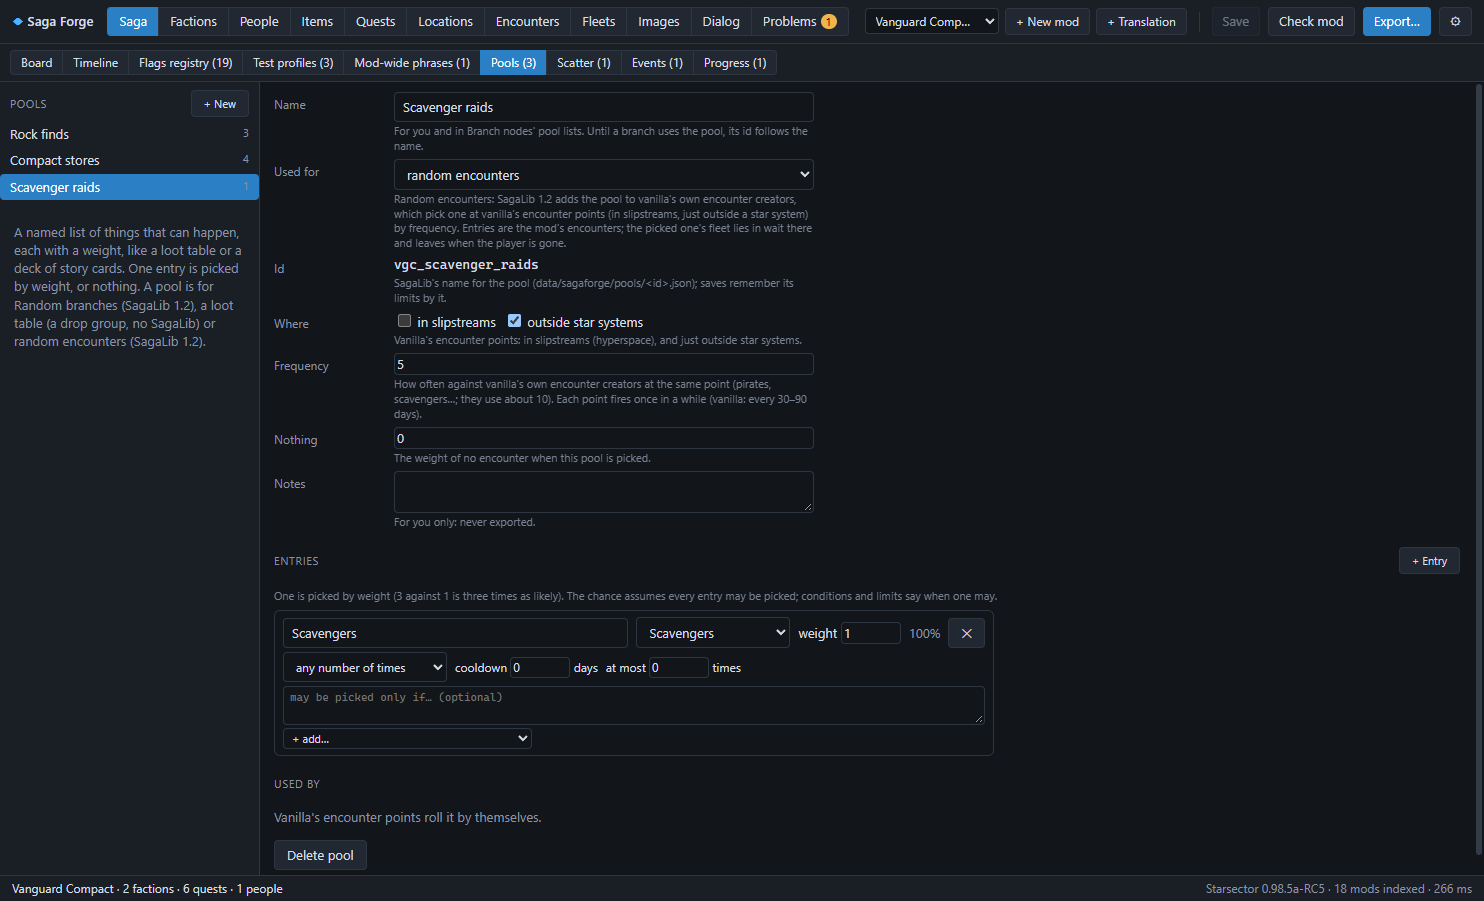 Saga Forge
Saga Factions People Items Quests Locations Encounters Fleets Images Dialog Problems 1
Vanguard Comp... + New mod + Translation Save Check mod Export... ⚙
Board Timeline Flags registry (19) Test profiles (3) Mod-wide phrases (1) Pools (3) Scatter (1) Events (1) Progress (1)
POOLS + New
Rock finds 3
Compact stores 4
Scavenger raids 1
A named list of things that can happen,
each with a weight, like a loot table or a
deck of story cards. One entry is picked
by weight, or nothing. A pool is for
Random branches (SagaLib 1.2), a loot
table (a drop group, no SagaLib) or
random encounters (SagaLib 1.2).
Name Scavenger raids
For you and in Branch nodes' pool lists. Until a branch uses the pool, its id follows the
name.
Used for random encounters
Random encounters: SagaLib 1.2 adds the pool to vanilla's own encounter creators,
which pick one at vanilla's encounter points (in slipstreams, just outside a star system)
by frequency. Entries are the mod's encounters; the picked one's fleet lies in wait there
and leaves when the player is gone.
Id vgc_scavenger_raids
SagaLib's name for the pool (data/sagaforge/pools/<id>.json); saves remember its
limits by it.
Where in slipstreams outside star systems
Vanilla's encounter points: in slipstreams (hyperspace), and just outside star systems.
Frequency 5
How often against vanilla's own encounter creators at the same point (pirates,
scavengers...; they use about 10). Each point fires once in a while (vanilla: every 30–90
days).
Nothing 0
The weight of no encounter when this pool is picked.
Notes
For you only: never exported.
ENTRIES + Entry
One is picked by weight (3 against 1 is three times as likely). The chance assumes every entry may be picked; conditions and limits say when one may.
Scavengers Scavengers weight 1 100% ×
any number of times cooldown 0 days at most 0 times
may be picked only if… (optional)
+ add...
USED BY
Vanilla's encounter points roll it by themselves.
Delete pool
Vanguard Compact · 2 factions · 6 quests · 1 people
Starsector 0.98.5a-RC5 · 18 mods indexed · 266 ms